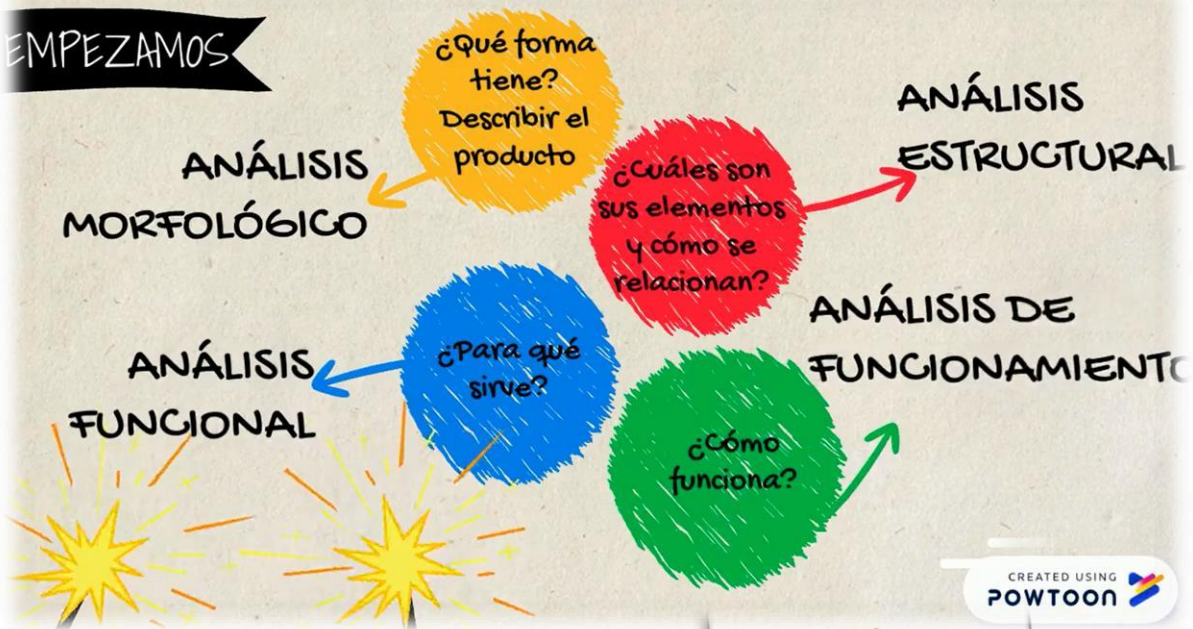 EMPEZAMOS
¿Qué forma
tiene?
Describir el
producto
ANÁLISIS
MORFOLÓGICO
¿Cuáles son
sus elementos
y cómo se
relacionan?
ANÁLISIS
ESTRUCTURAL
¿Para qué
sirve?
ANÁLISIS
FUNCIONAL
¿Cómo
funciona?
ANÁLISIS DE
FUNCIONAMIENTO
CREATED USING
POWTOON